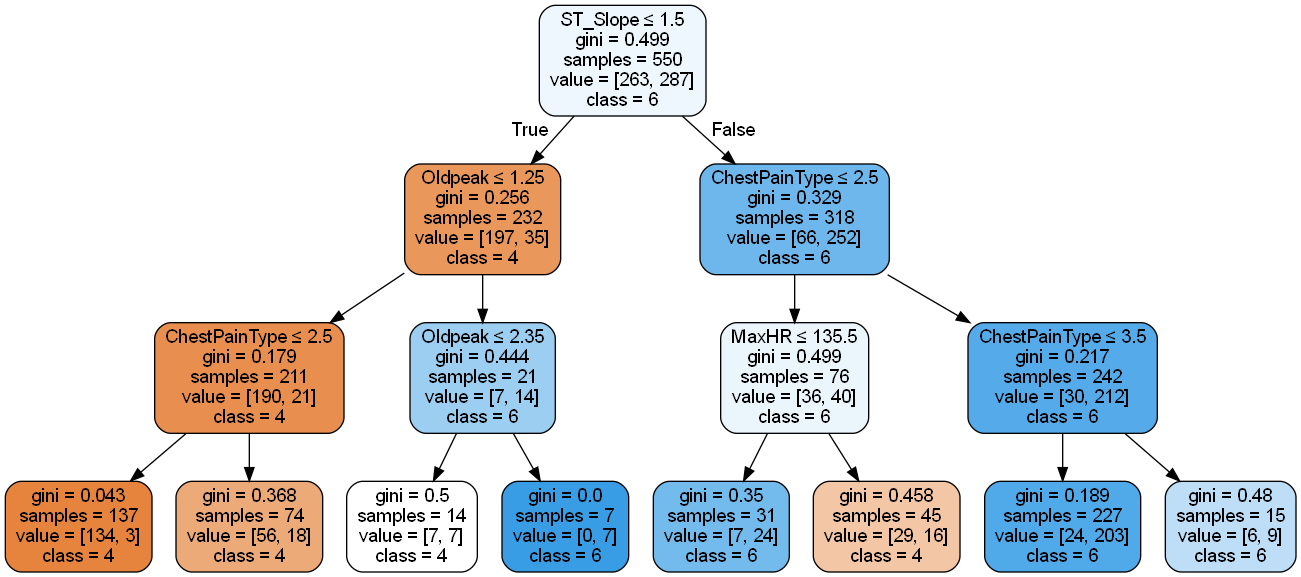 ST_Slope ≤ 1.5
gini = 0.499
samples = 550
value = [263, 287]
class = 6
True
False
Oldpeak ≤ 1.25
gini = 0.256
samples = 232
value = [197, 35]
class = 4
ChestPainType ≤ 2.5
gini = 0.329
samples = 318
value = [66, 252]
class = 6
ChestPainType ≤ 2.5
gini = 0.179
samples = 211
value = [190, 21]
class = 4
Oldpeak ≤ 2.35
gini = 0.444
samples = 21
value = [7, 14]
class = 6
MaxHR ≤ 135.5
gini = 0.499
samples = 76
value = [36, 40]
class = 6
ChestPainType ≤ 3.5
gini = 0.217
samples = 242
value = [30, 212]
class = 6
gini = 0.043
samples = 137
value = [134, 3]
class = 4
gini = 0.368
samples = 74
value = [56, 18]
class = 4
gini = 0.5
samples = 14
value = [7, 7]
class = 4
gini = 0.0
samples = 7
value = [0, 7]
class = 6
gini = 0.35
samples = 31
value = [7, 24]
class = 6
gini = 0.458
samples = 45
value = [29, 16]
class = 4
gini = 0.189
samples = 227
value = [24, 203]
class = 6
gini = 0.48
samples = 15
value = [6, 9]
class = 6